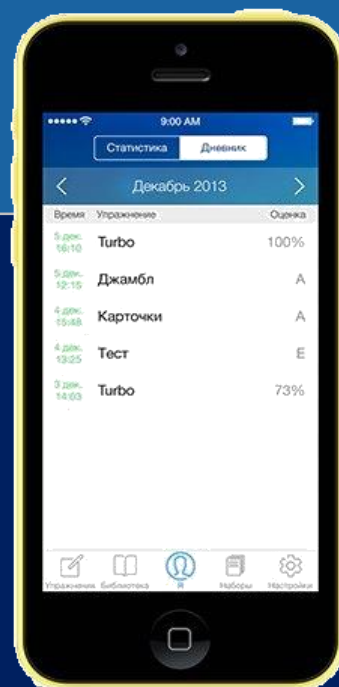 9:00 AM
Статистика Дневник
Декабрь 2013
Время Упражнение Оценка
5 дек. 16:10 Turbo 100%
5 дек. 12:15 Джамбл A
4 дек. 15:48 Карточки A
4 дек. 13:25 Тест E
3 дек. 14:03 Turbo 73%
Упражнения Библиотека Я Наборы Настройки